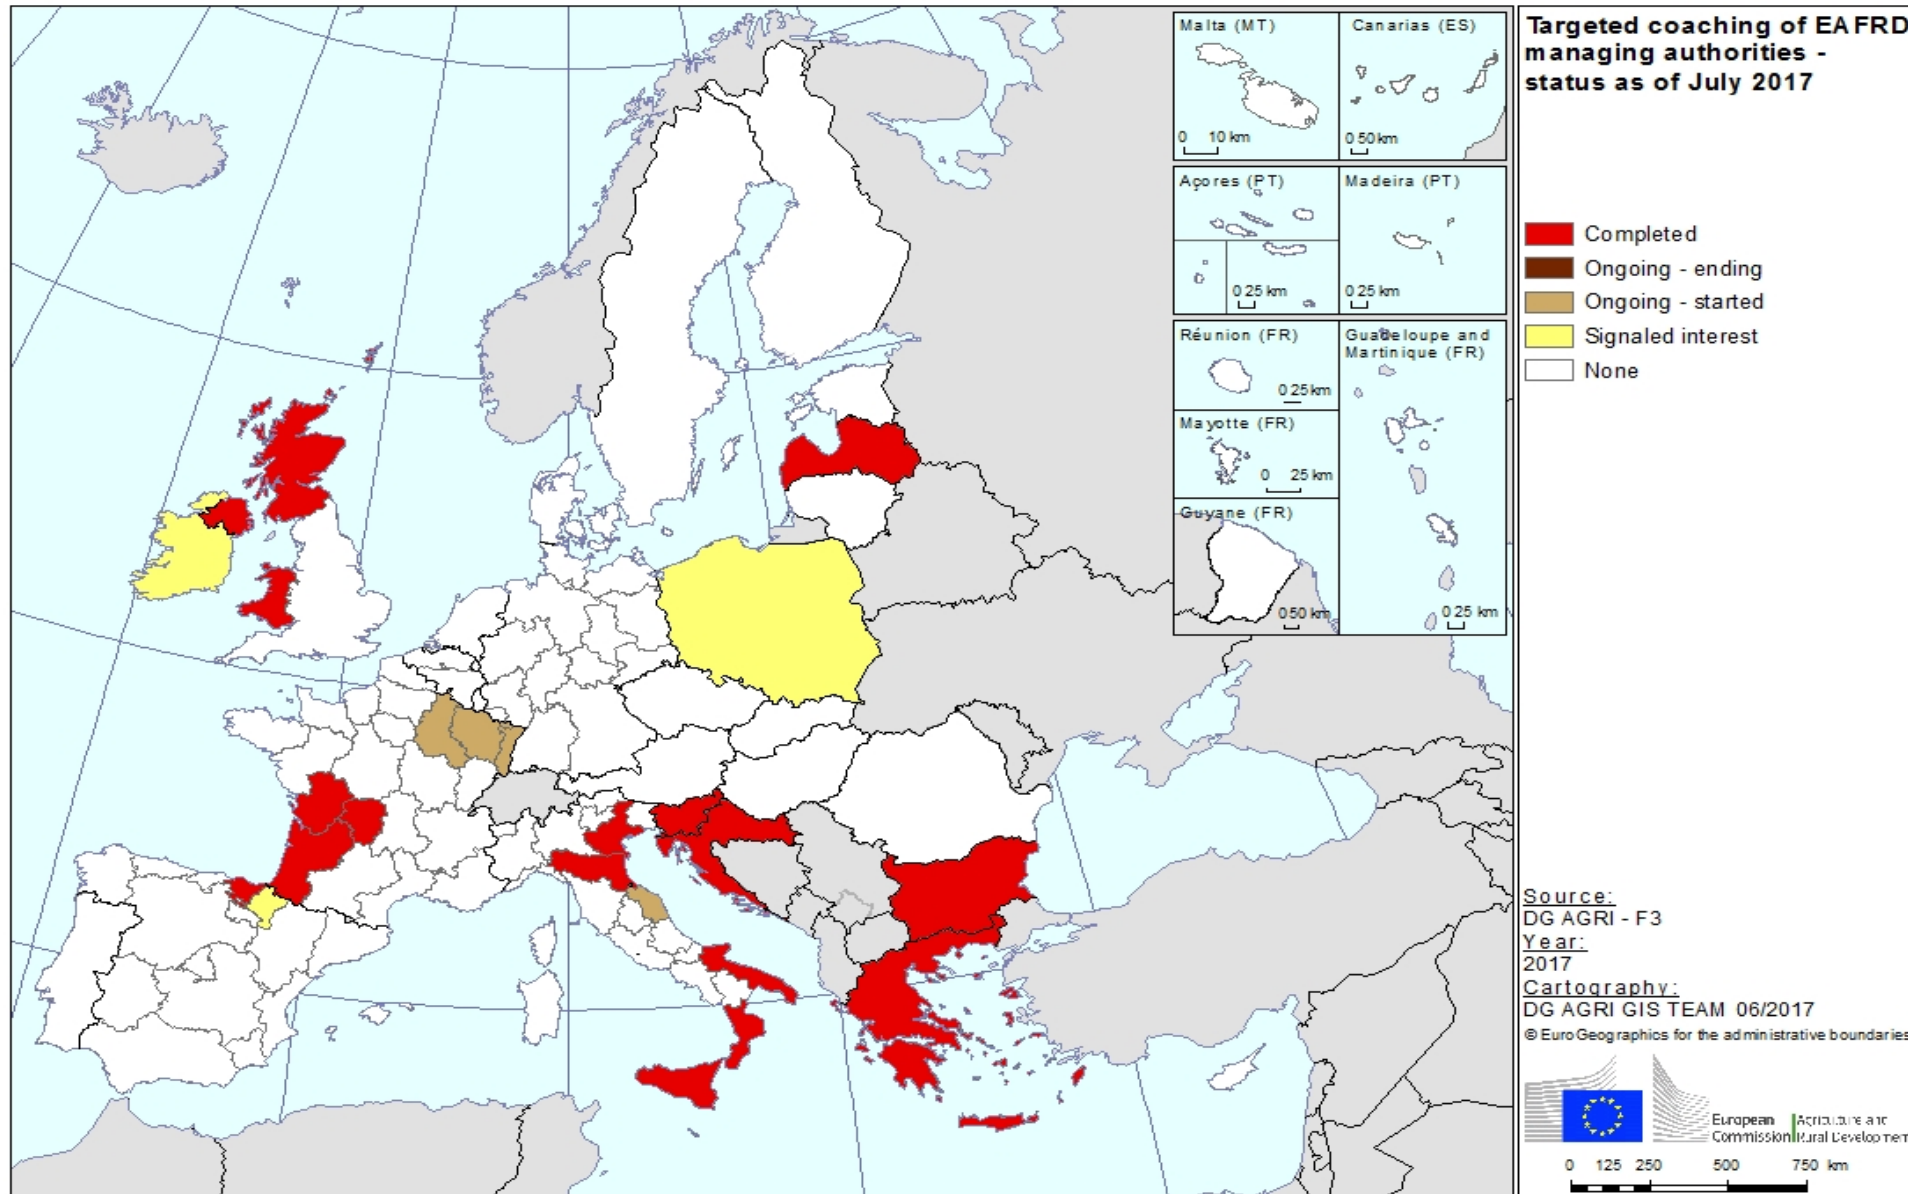 Targeted coaching of EAFRD
managing authorities -
status as of July 2017
Malta (MT)
0 10 km
Canarias (ES)
0 50 km
Açores (PT)
0 25 km
Madeira (PT)
0 25 km
Réunion (FR)
0 25 km
Guadeloupe and
Martinique (FR)
0 25 km
Mayotte (FR)
0 25 km
Guyane (FR)
0 50 km
Completed
Ongoing - ending
Ongoing - started
Signaled interest
None
Source:
DG AGRI - F3
Year:
2017
Cartography:
DG AGRI GIS TEAM 06/2017
© EuroGeographics for the administrative boundaries
European
Commission
Agriculture and
Rural Development
0 125 250 500 750 km